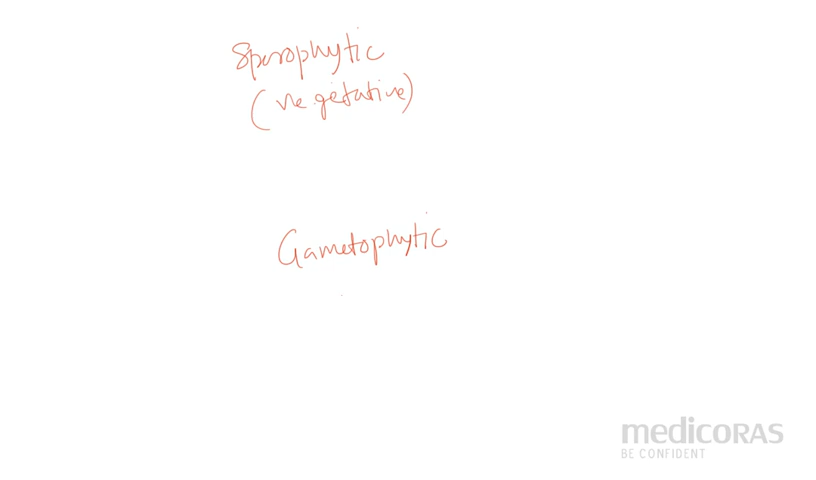 Sporophytic
(vegetative)
Gametophytic
medicoRAS
BE CONFIDENT